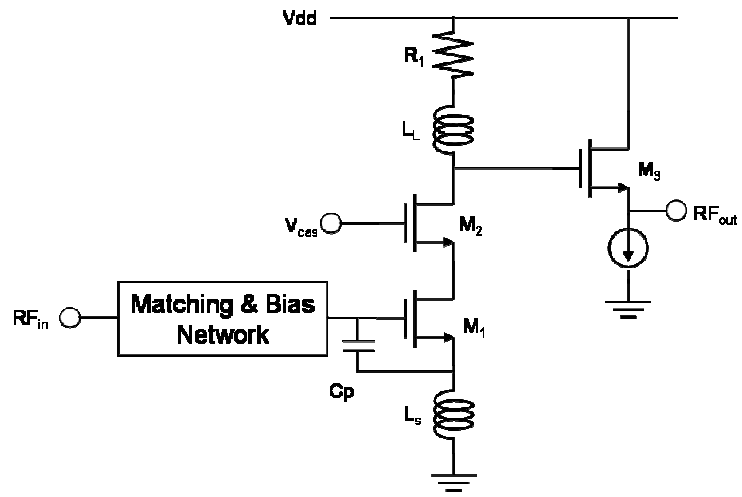 Vdd
R1
LL
M3
RFout
Vcas
M2
RFin
Matching & Bias
Network
M1
Cp
Ls